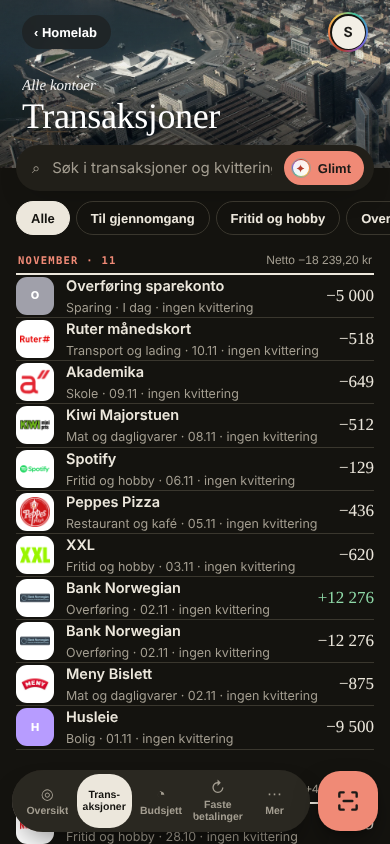 ‹ Homelab
S
Alle kontoer
Transaksjoner
Søk i transaksjoner og kvitterin
Glimt
Alle
Til gjennomgang
Fritid og hobby
Over
NOVEMBER · 11
Netto −18 239,20 kr
O
Overføring sparekonto
−5 000
Sparing · I dag · ingen kvittering
Ruter#
Ruter månedskort
−518
Transport og lading · 10.11 · ingen kvittering
a"
Akademika
−649
Skole · 09.11 · ingen kvittering
KIWI
Kiwi Majorstuen
−512
Mat og dagligvarer · 08.11 · ingen kvittering
Spotify
Spotify
−129
Fritid og hobby · 06.11 · ingen kvittering
Peppes Pizza
Peppes Pizza
−436
Restaurant og kafé · 05.11 · ingen kvittering
XXL
XXL
−620
Fritid og hobby · 03.11 · ingen kvittering
Bank Norwegian
+12 276
Overføring · 02.11 · ingen kvittering
Bank Norwegian
−12 276
Overføring · 02.11 · ingen kvittering
MENY
Meny Bislett
−875
Mat og dagligvarer · 02.11 · ingen kvittering
H
Husleie
−9 500
Bolig · 01.11 · ingen kvittering
Oversikt
Trans-
aksjoner
Budsjett
Faste
betalinger
Mer
+4
Fritid og hobby · 28.10 · ingen kvittering